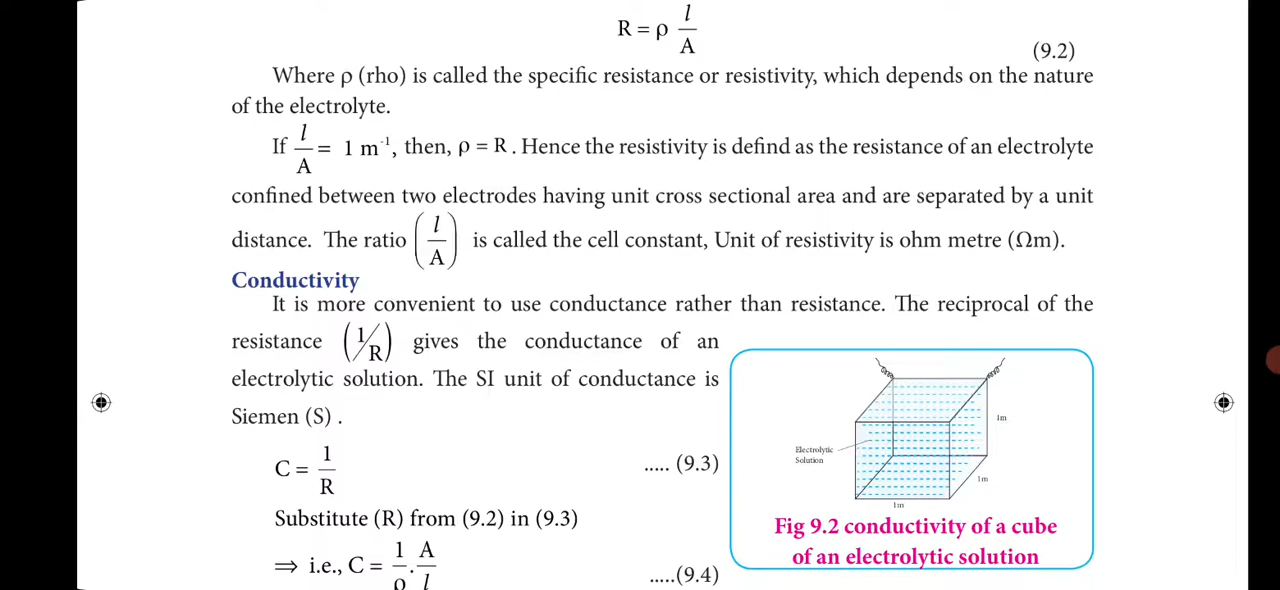 R = ρ l/A
(9.2)
Where ρ (rho) is called the specific resistance or resistivity, which depends on the nature
of the electrolyte.
If l/A = 1 m⁻¹, then, ρ = R . Hence the resistivity is defind as the resistance of an electrolyte
confined between two electrodes having unit cross sectional area and are separated by a unit
distance. The ratio (l/A) is called the cell constant, Unit of resistivity is ohm metre (Ωm).
Conductivity
It is more convenient to use conductance rather than resistance. The reciprocal of the
resistance (1/R) gives the conductance of an
electrolytic solution. The SI unit of conductance is
Siemen (S) .
C = 1/R ..... (9.3)
Substitute (R) from (9.2) in (9.3)
⇒ i.e., C = 1/ρ . A/l .....(9.4)
1m
Electrolytic
Solution
1m
1m
Fig 9.2 conductivity of a cube
of an electrolytic solution